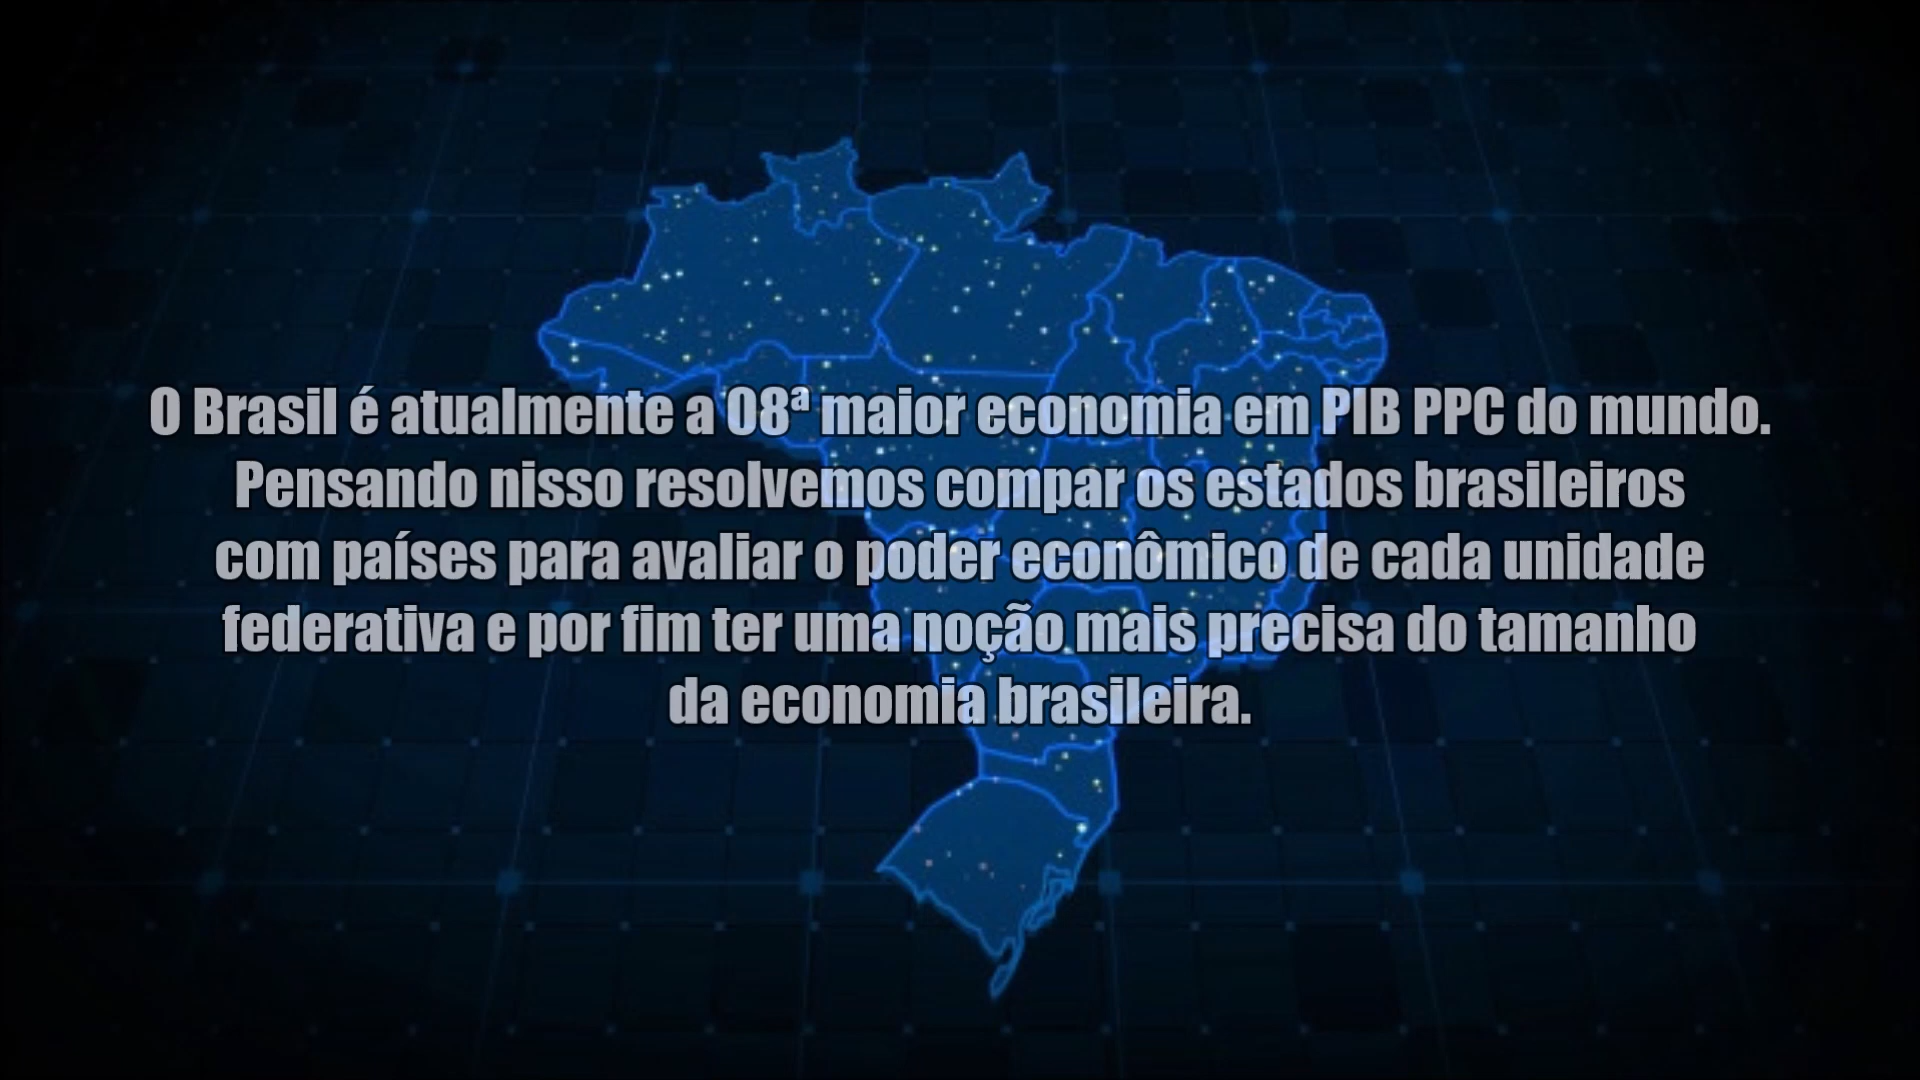 O Brasil é atualmente a 08ª maior economia em PIB PPC do mundo.
Pensando nisso resolvemos compar os estados brasileiros
com países para avaliar o poder econômico de cada unidade
federativa e por fim ter uma noção mais precisa do tamanho
da economia brasileira.